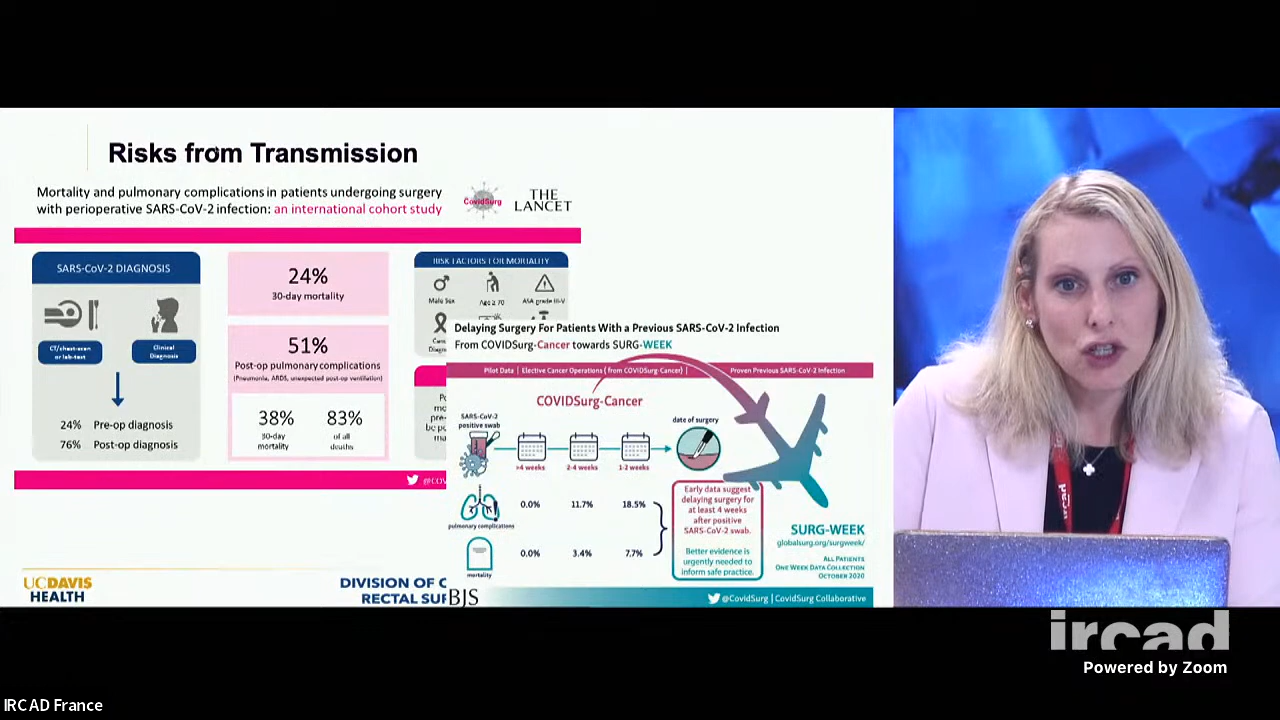 Risks from Transmission
Mortality and pulmonary complications in patients undergoing surgery
with perioperative SARS-CoV-2 infection: an international cohort study
CovidSurg
THE
LANCET
SARS-CoV-2 DIAGNOSIS
CT/chest-scan
or lab-test
Clinical
Diagnosis
24% Pre-op diagnosis
76% Post-op diagnosis
24%
30-day mortality
51%
Post-op pulmonary complications
(Pneumonia, ARDS, unexpected post-op ventilation)
38%
30-day
mortality
83%
of all
deaths
RISK FACTORS FOR MORTALITY
Male Sex
Age ≥ 70
ASA grade III-V
@COV
Delaying Surgery For Patients With a Previous SARS-CoV-2 Infection
From COVIDSurg-Cancer towards SURG-WEEK
Pilot Data | Elective Cancer Operations ( from COVIDSurg-Cancer) |
Proven Previous SARS-CoV-2 Infection
COVIDSurg-Cancer
SARS-CoV-2
positive swab
date of surgery
>4 weeks
2-4 weeks
1-2 weeks
0.0% 11.7% 18.5%
pulmonary complications
0.0% 3.4% 7.7%
mortality
Early data suggest
delaying surgery for
at least 4 weeks
after positive
SARS-CoV-2 swab.
Better evidence is
urgently needed to
inform safe practice.
SURG-WEEK
globalsurg.org/surgweek/
ALL PATIENTS
ONE WEEK DATA COLLECTION
OCTOBER 2020
@CovidSurg | CovidSurg Collaborative
BJS
UCDAVIS
HEALTH
DIVISION OF C
RECTAL SUR
ircad
ircad
Powered by Zoom
IRCAD France